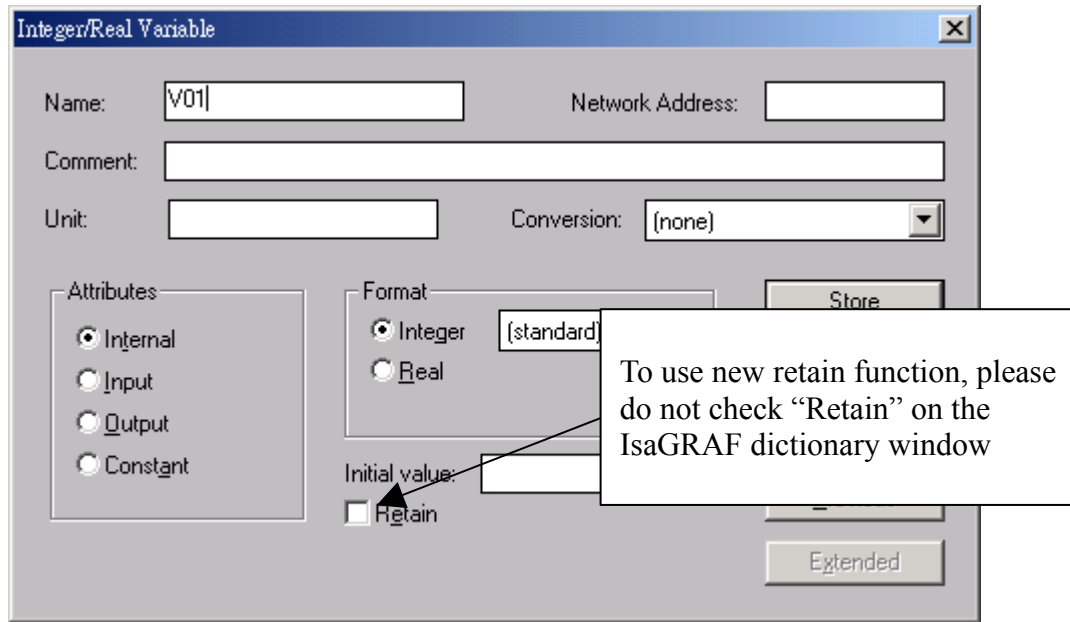 Integer/Real Variable
Name: V01 Network Address:
Comment:
Unit: Conversion: (none)
Attributes
Internal
Input
Output
Constant
Format
Integer (standard)
Real
Store
To use new retain function, please
do not check “Retain” on the
IsaGRAF dictionary window
Initial value:
Retain
Extended